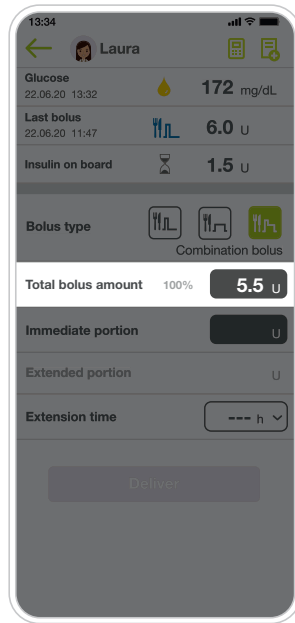 13:34
Laura
Glucose
22.06.20 13:32
172 mg/dL
Last bolus
22.06.20 11:47
6.0 U
Insulin on board
1.5 U
Bolus type
Combination bolus
Total bolus amount 100% 5.5 U
Immediate portion U
Extended portion U
Extension time --- h
Deliver